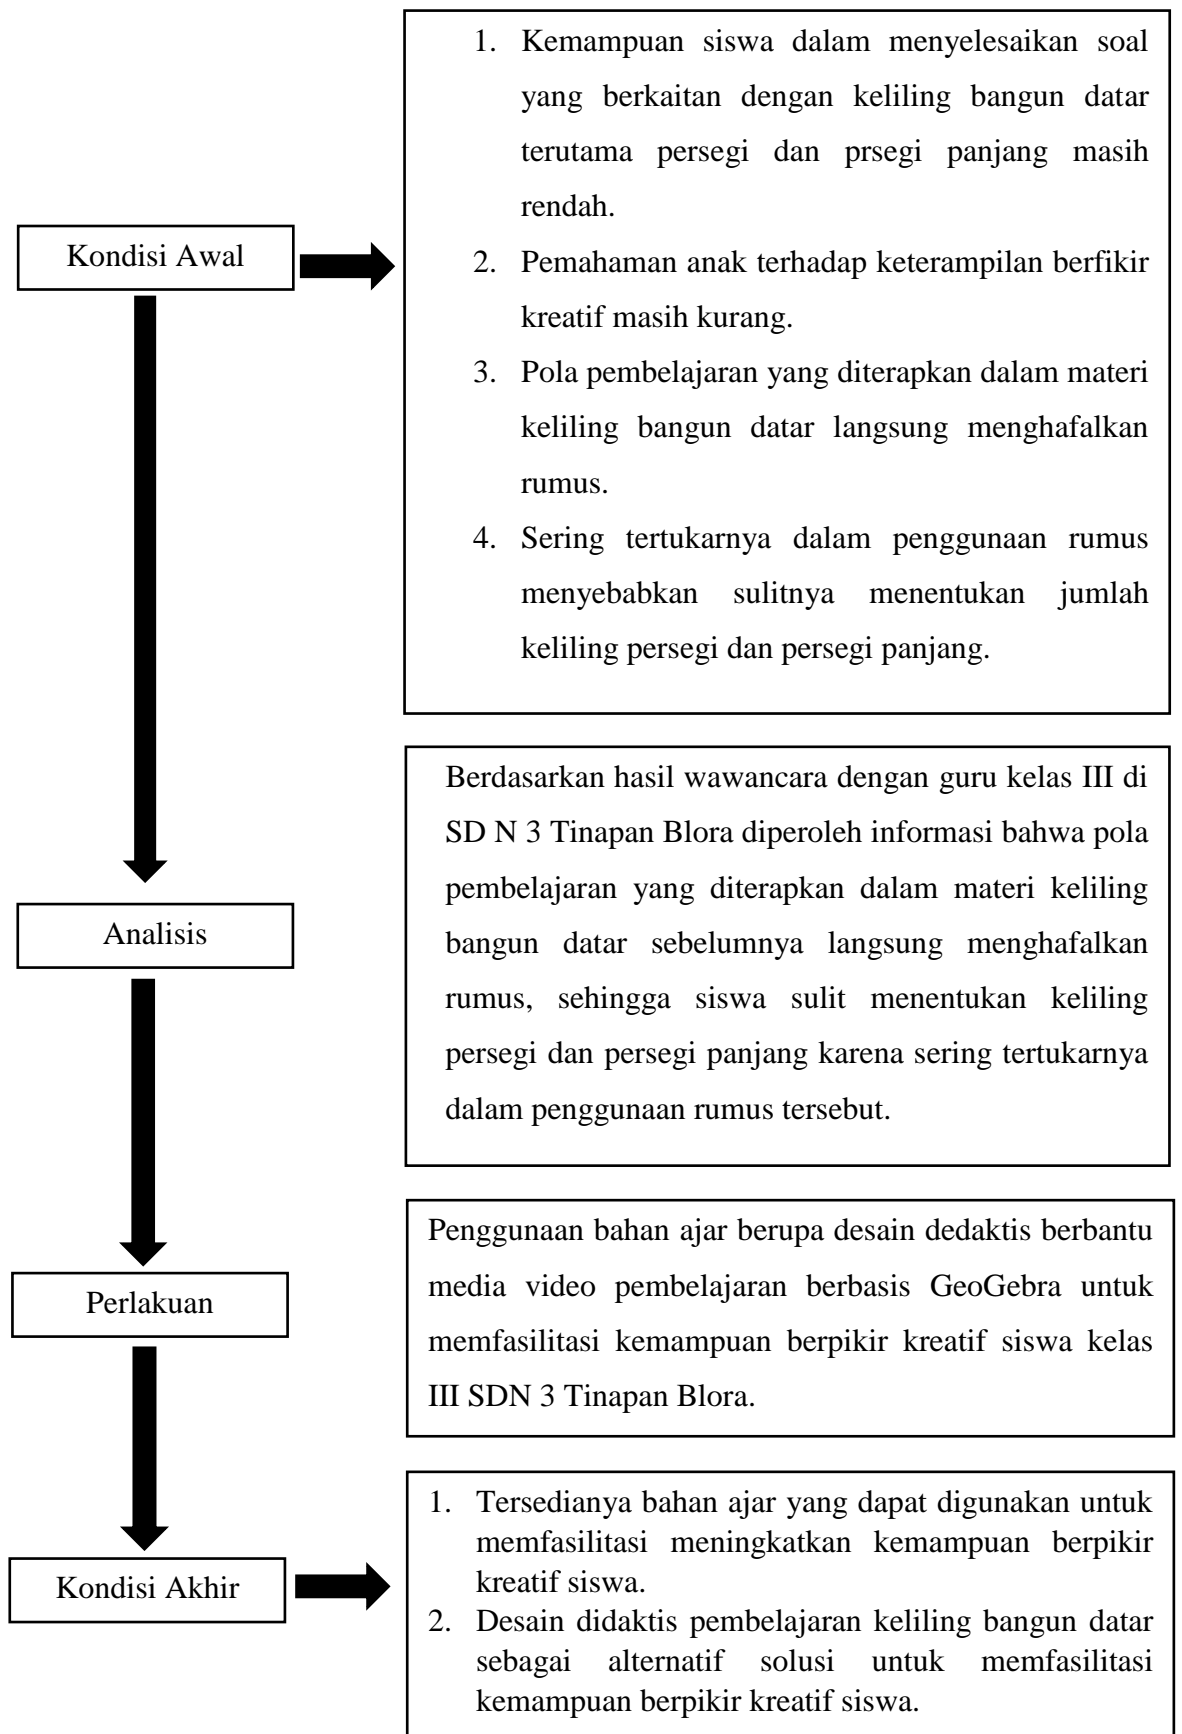 1. Kemampuan siswa dalam menyelesaikan soal
yang berkaitan dengan keliling bangun datar
terutama persegi dan prsegi panjang masih
rendah.
Kondisi Awal
2. Pemahaman anak terhadap keterampilan berfikir
kreatif masih kurang.
3. Pola pembelajaran yang diterapkan dalam materi
keliling bangun datar langsung menghafalkan
rumus.
4. Sering tertukarnya dalam penggunaan rumus
menyebabkan sulitnya menentukan jumlah
keliling persegi dan persegi panjang.
Berdasarkan hasil wawancara dengan guru kelas III di
SD N 3 Tinapan Blora diperoleh informasi bahwa pola
pembelajaran yang diterapkan dalam materi keliling
bangun datar sebelumnya langsung menghafalkan
rumus, sehingga siswa sulit menentukan keliling
persegi dan persegi panjang karena sering tertukarnya
dalam penggunaan rumus tersebut.
Analisis
Penggunaan bahan ajar berupa desain dedaktis berbantu
media video pembelajaran berbasis GeoGebra untuk
memfasilitasi kemampuan berpikir kreatif siswa kelas
III SDN 3 Tinapan Blora.
Perlakuan
1. Tersedianya bahan ajar yang dapat digunakan untuk
memfasilitasi meningkatkan kemampuan berpikir
kreatif siswa.
Kondisi Akhir
2. Desain didaktis pembelajaran keliling bangun datar
sebagai alternatif solusi untuk memfasilitasi
kemampuan berpikir kreatif siswa.